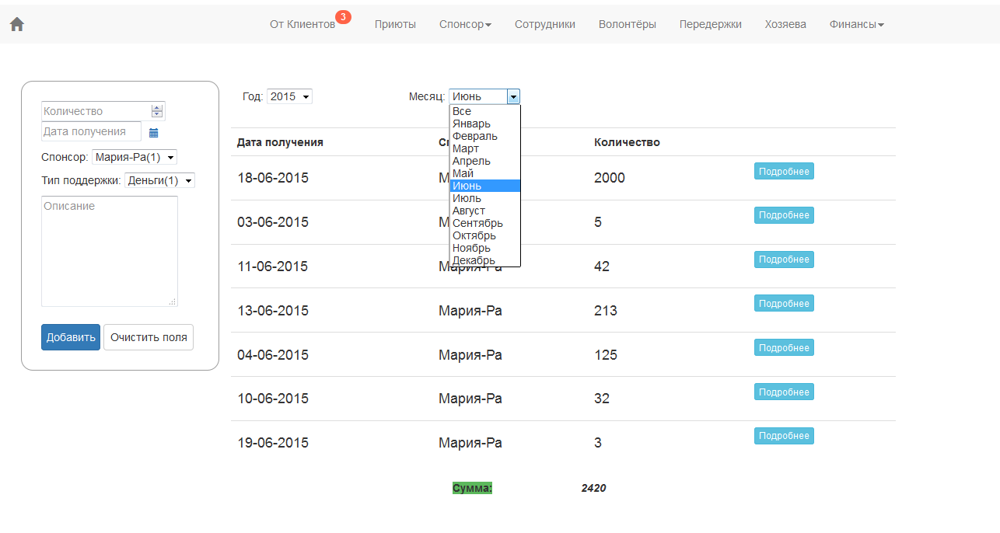 От Клиентов 3 Приюты Спонсор Сотрудники Волонтёры Передержки Хозяева Финансы
Количество
Дата получения
Спонсор: Мария-Ра(1)
Тип поддержки: Деньги(1)
Описание
Добавить Очистить поля
Год: 2015 Месяц: Июнь
Все
Январь
Февраль
Март
Апрель
Май
Июнь
Июль
Август
Сентябрь
Октябрь
Ноябрь
Декабрь
Дата получения Количество
18-06-2015 2000 Подробнее
03-06-2015 5 Подробнее
11-06-2015 Мария-Ра 42 Подробнее
13-06-2015 Мария-Ра 213 Подробнее
04-06-2015 Мария-Ра 125 Подробнее
10-06-2015 Мария-Ра 32 Подробнее
19-06-2015 Мария-Ра 3 Подробнее
Сумма: 2420